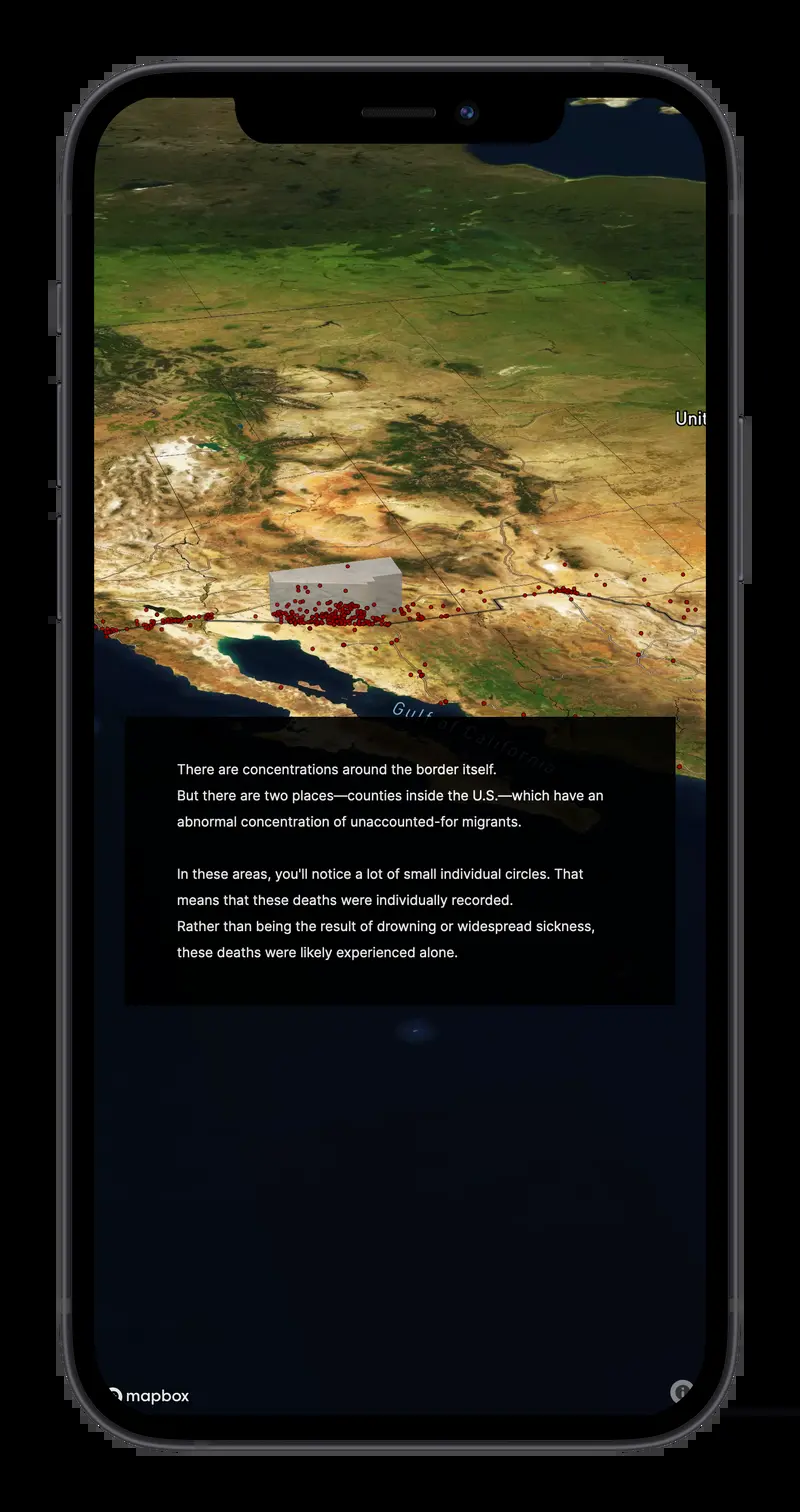 Unit
Gulf of California
There are concentrations around the border itself.
But there are two places—counties inside the U.S.—which have an
abnormal concentration of unaccounted-for migrants.
In these areas, you'll notice a lot of small individual circles. That
means that these deaths were individually recorded.
Rather than being the result of drowning or widespread sickness,
these deaths were likely experienced alone.
mapbox